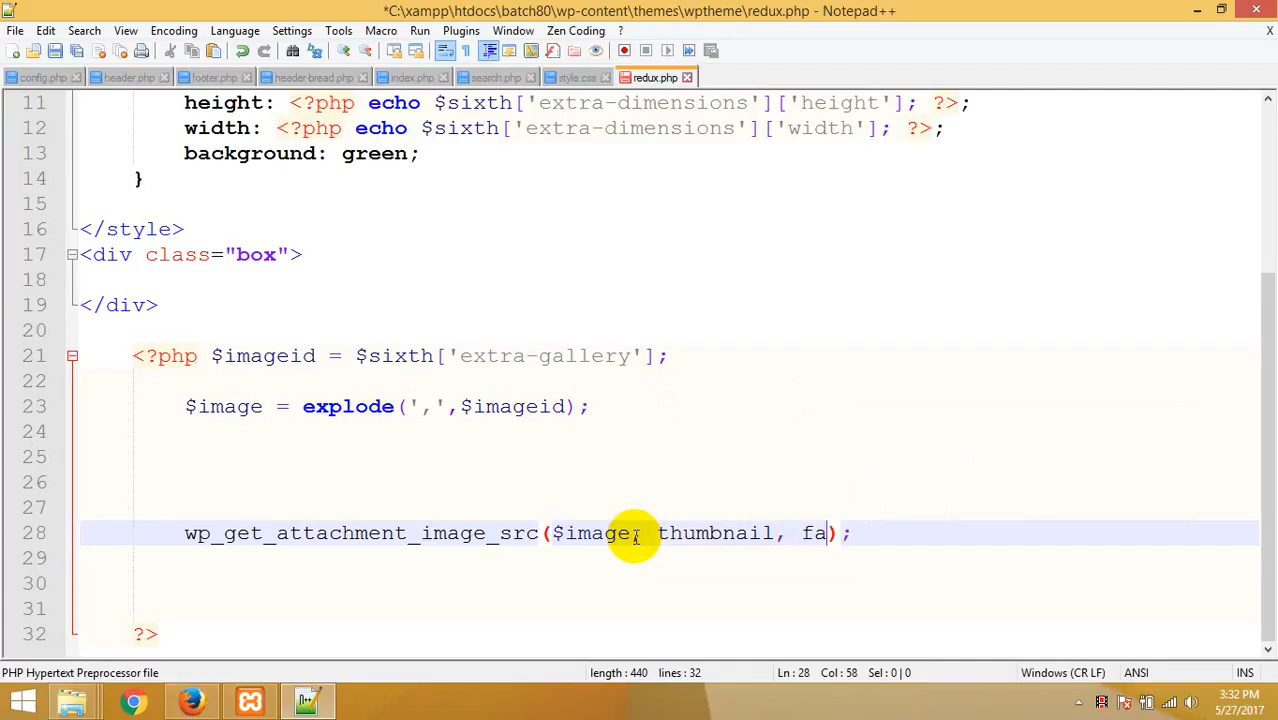 *C:\xampp\htdocs\batch80\wp-content\themes\wptheme\redux.php - Notepad++
File Edit Search View Encoding Language Settings Tools Macro Run Plugins Window Zen Coding ? X
config.php header.php footer.php header-bread.php index.php search.php style.css redux.php
11 height: <?php echo $sixth['extra-dimensions']['height']; ?>;
12 width: <?php echo $sixth['extra-dimensions']['width']; ?>;
13 background: green;
14 }
15
16 </style>
17 <div class="box">
18
19 </div>
20
21 <?php $imageid = $sixth['extra-gallery'];
22
23 $image = explode(',',$imageid);
24
25
26
27
28 wp_get_attachment_image_src($image, thumbnail, fa);
29
30
31
32 ?>
PHP Hypertext Preprocessor file length : 440 lines : 32 Ln : 28 Col : 58 Sel : 0 | 0 Windows (CR LF) ANSI INS
3:32 PM
5/27/2017